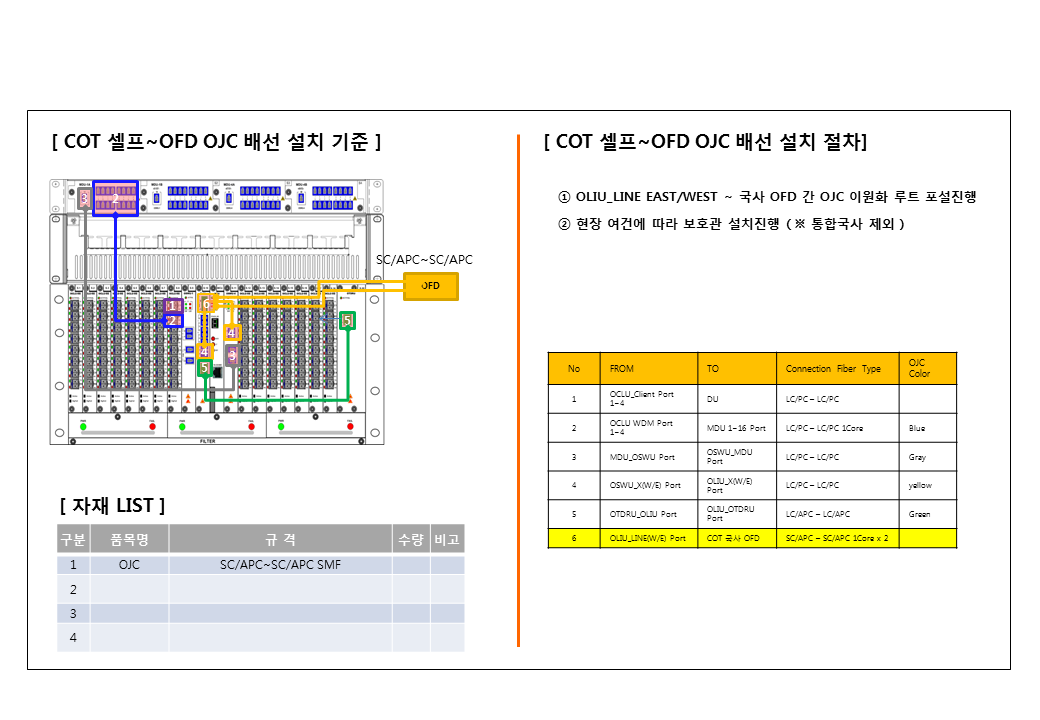 [ COT 셀프~OFD OJC 배선 설치 기준 ]
2
SC/APC~SC/APC
OFD
1
2
6
4
5
4
5
3
FILTER
[ 자재 LIST ]
구분 품목명 규 격 수량 비고
1 OJC SC/APC~SC/APC SMF
2
3
4
[ COT 셀프~OFD OJC 배선 설치 절차]
① OLIU_LINE EAST/WEST ~ 국사 OFD 간 OJC 이원화 루트 포설진행
② 현장 여건에 따라 보호관 설치진행 ( ※ 통합국사 제외 )
No FROM TO Connection Fiber Type OJC Color
1 OCLU_Client Port 1~4 DU LC/PC – LC/PC
2 OCLU WDM Port 1~4 MDU 1~16 Port LC/PC – LC/PC 1Core Blue
3 MDU_OSWU Port OSWU_MDU Port LC/PC – LC/PC Gray
4 OSWU_X(W/E) Port OLIU_X(W/E) Port LC/PC – LC/PC yellow
5 OTDRU_OLIU Port OLIU_OTDRU Port LC/APC – LC/APC Green
6 OLIU_LINE(W/E) Port COT 국사 OFD SC/APC – SC/APC 1Core x 2